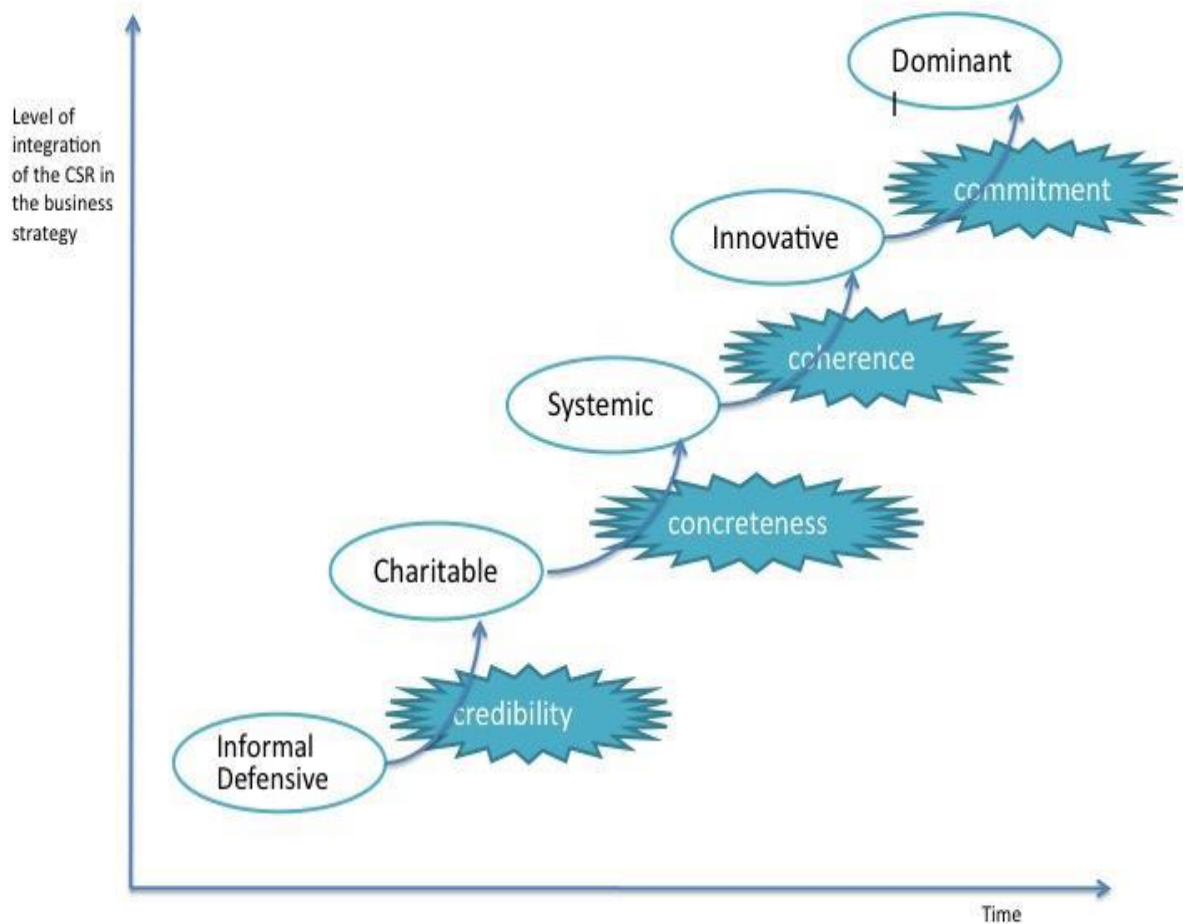 Dominant
I
Level of
integration
of the CSR in
the business
strategy
commitment
Innovative
coherence
Systemic
concreteness
Charitable
credibility
Informal
Defensive
Time